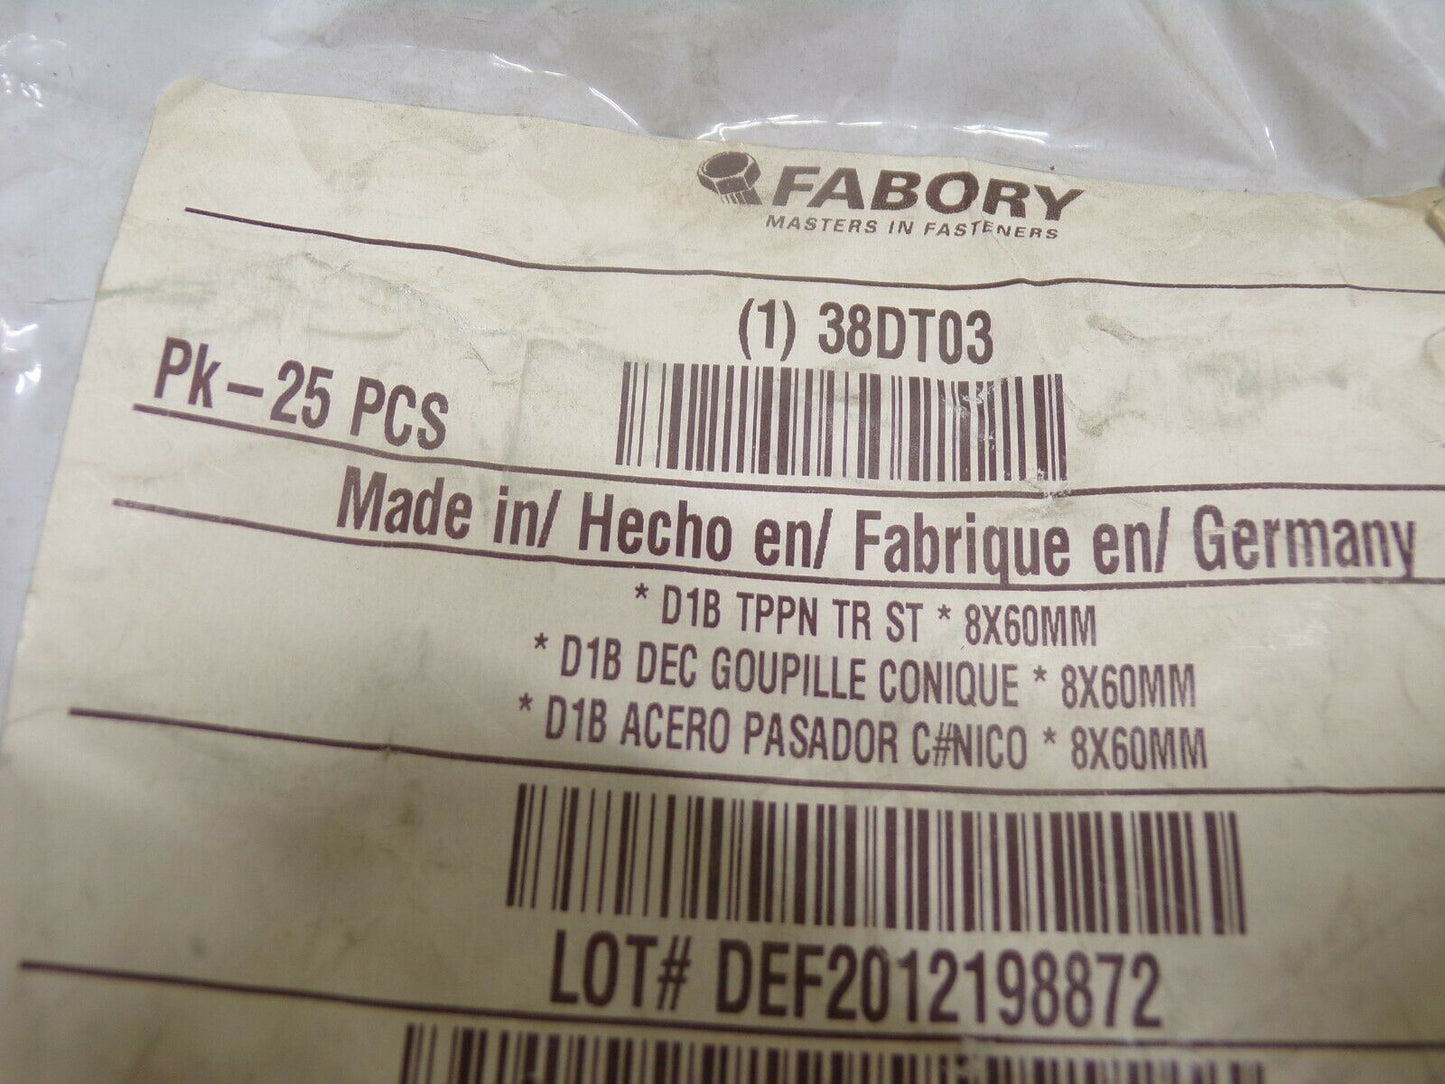 FABORY
MASTERS IN FASTENERS
(1) 38DT03
Pk-25 PCS
Made in/ Hecho en/ Fabrique en/ Germany
* D1B TPPN TR ST * 8X60MM
* D1B DEC GOUPILLE CONIQUE * 8X60MM
* D1B ACERO PASADOR C#NICO * 8X60MM
LOT# DEF2012198872